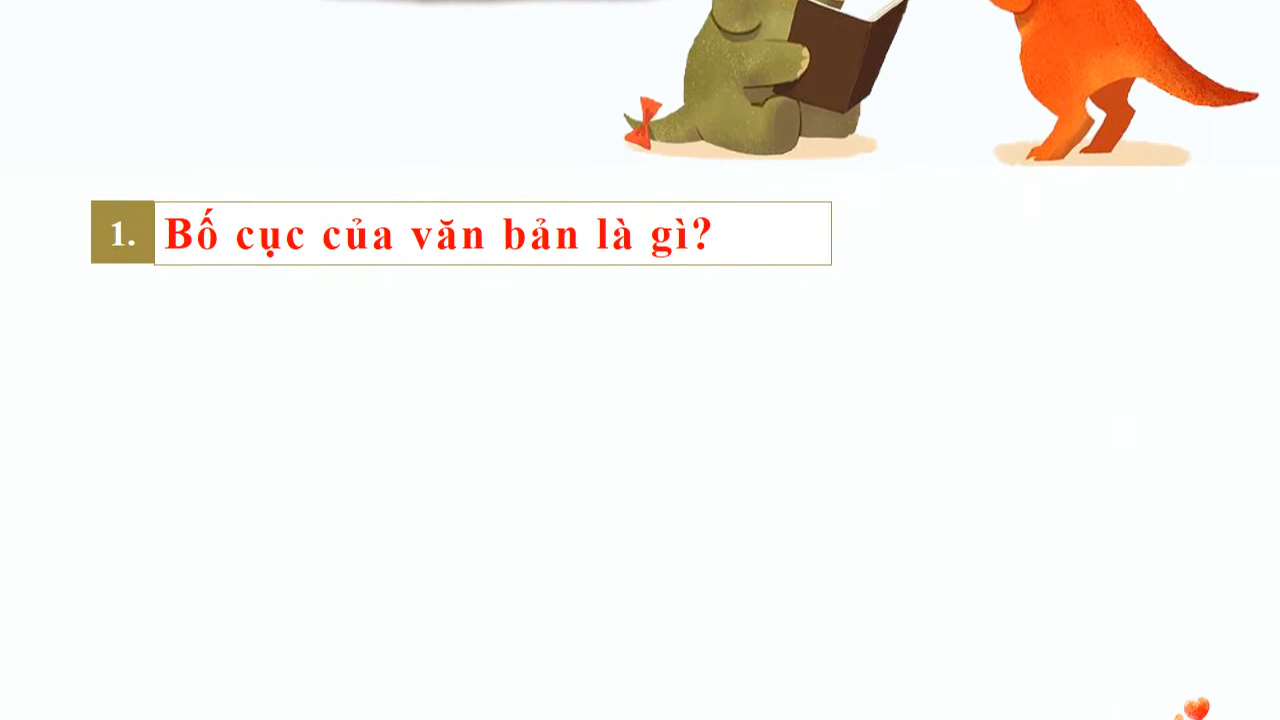 1. Bố cục của văn bản là gì?